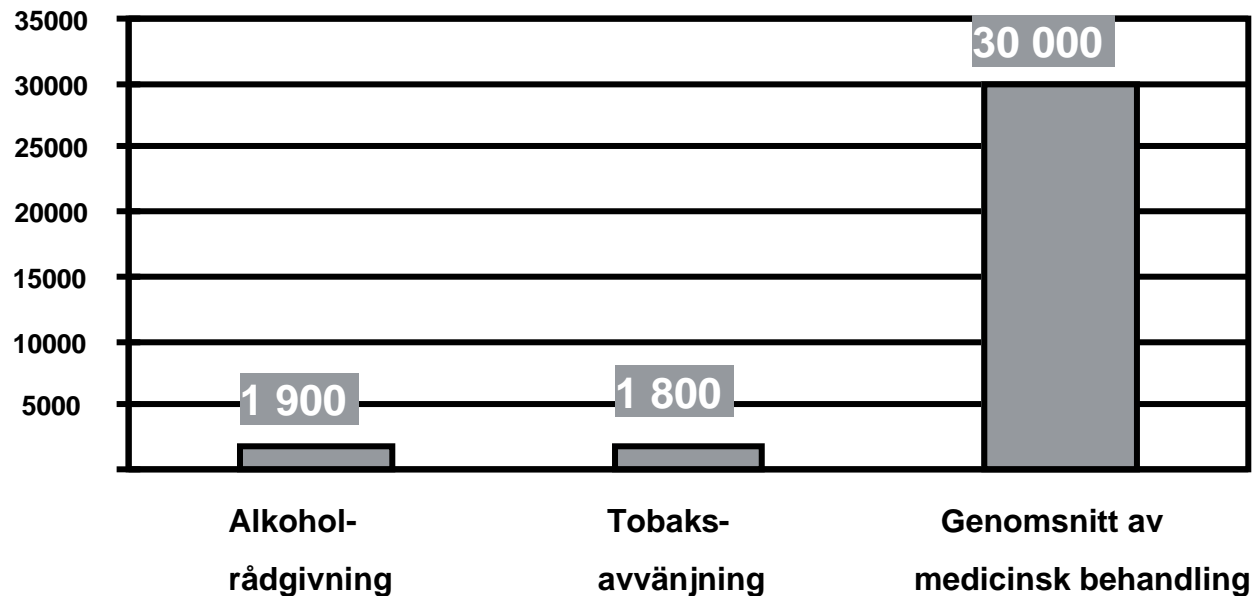 35000
30 000
30000
25000
20000
15000
10000
1 900
1 800
5000
Alkohol-
rådgivning
Tobaks-
avvänjning
Genomsnitt av
medicinsk behandling